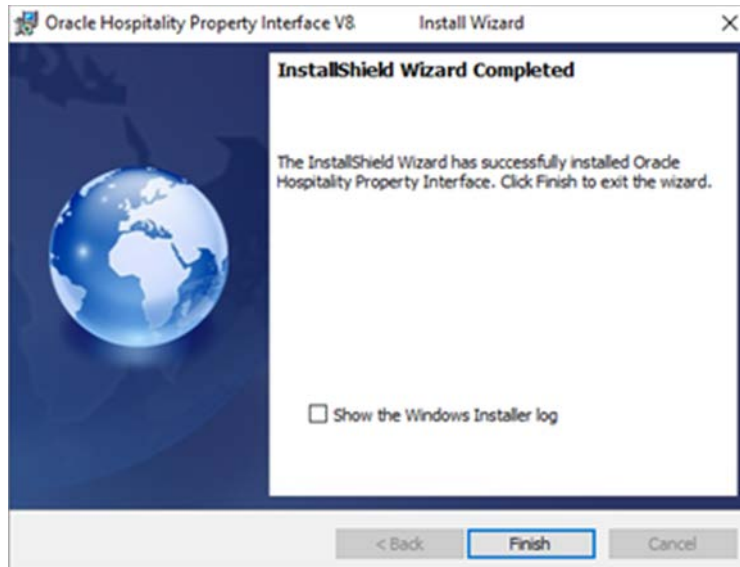 Oracle Hospitality Property Interface V8 Install Wizard
InstallShield Wizard Completed
The InstallShield Wizard has successfully installed Oracle
Hospitality Property Interface. Click Finish to exit the wizard.
Show the Windows Installer log
< Back Finish Cancel